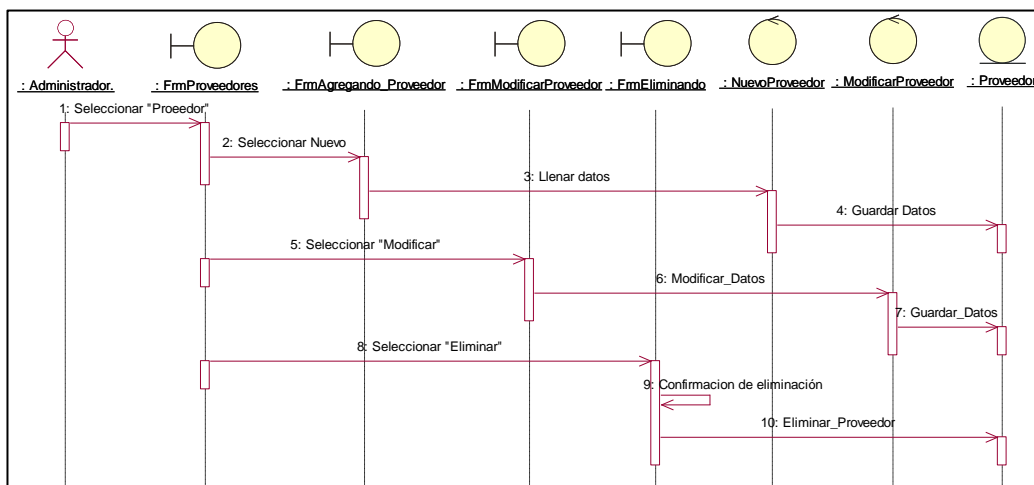 : Administrador.
: FrmProveedores
: FrmAgregando_Proveedor
: FrmModificarProveedor
: FrmEliminando
: NuevoProveedor
: ModificarProveedor
: Proveedor
1: Seleccionar "Proeedor"
2: Seleccionar Nuevo
3: Llenar datos
4: Guardar Datos
5: Seleccionar "Modificar"
6: Modificar_Datos
7: Guardar_Datos
8: Seleccionar "Eliminar"
9: Confirmacion de eliminación
10: Eliminar_Proveedor